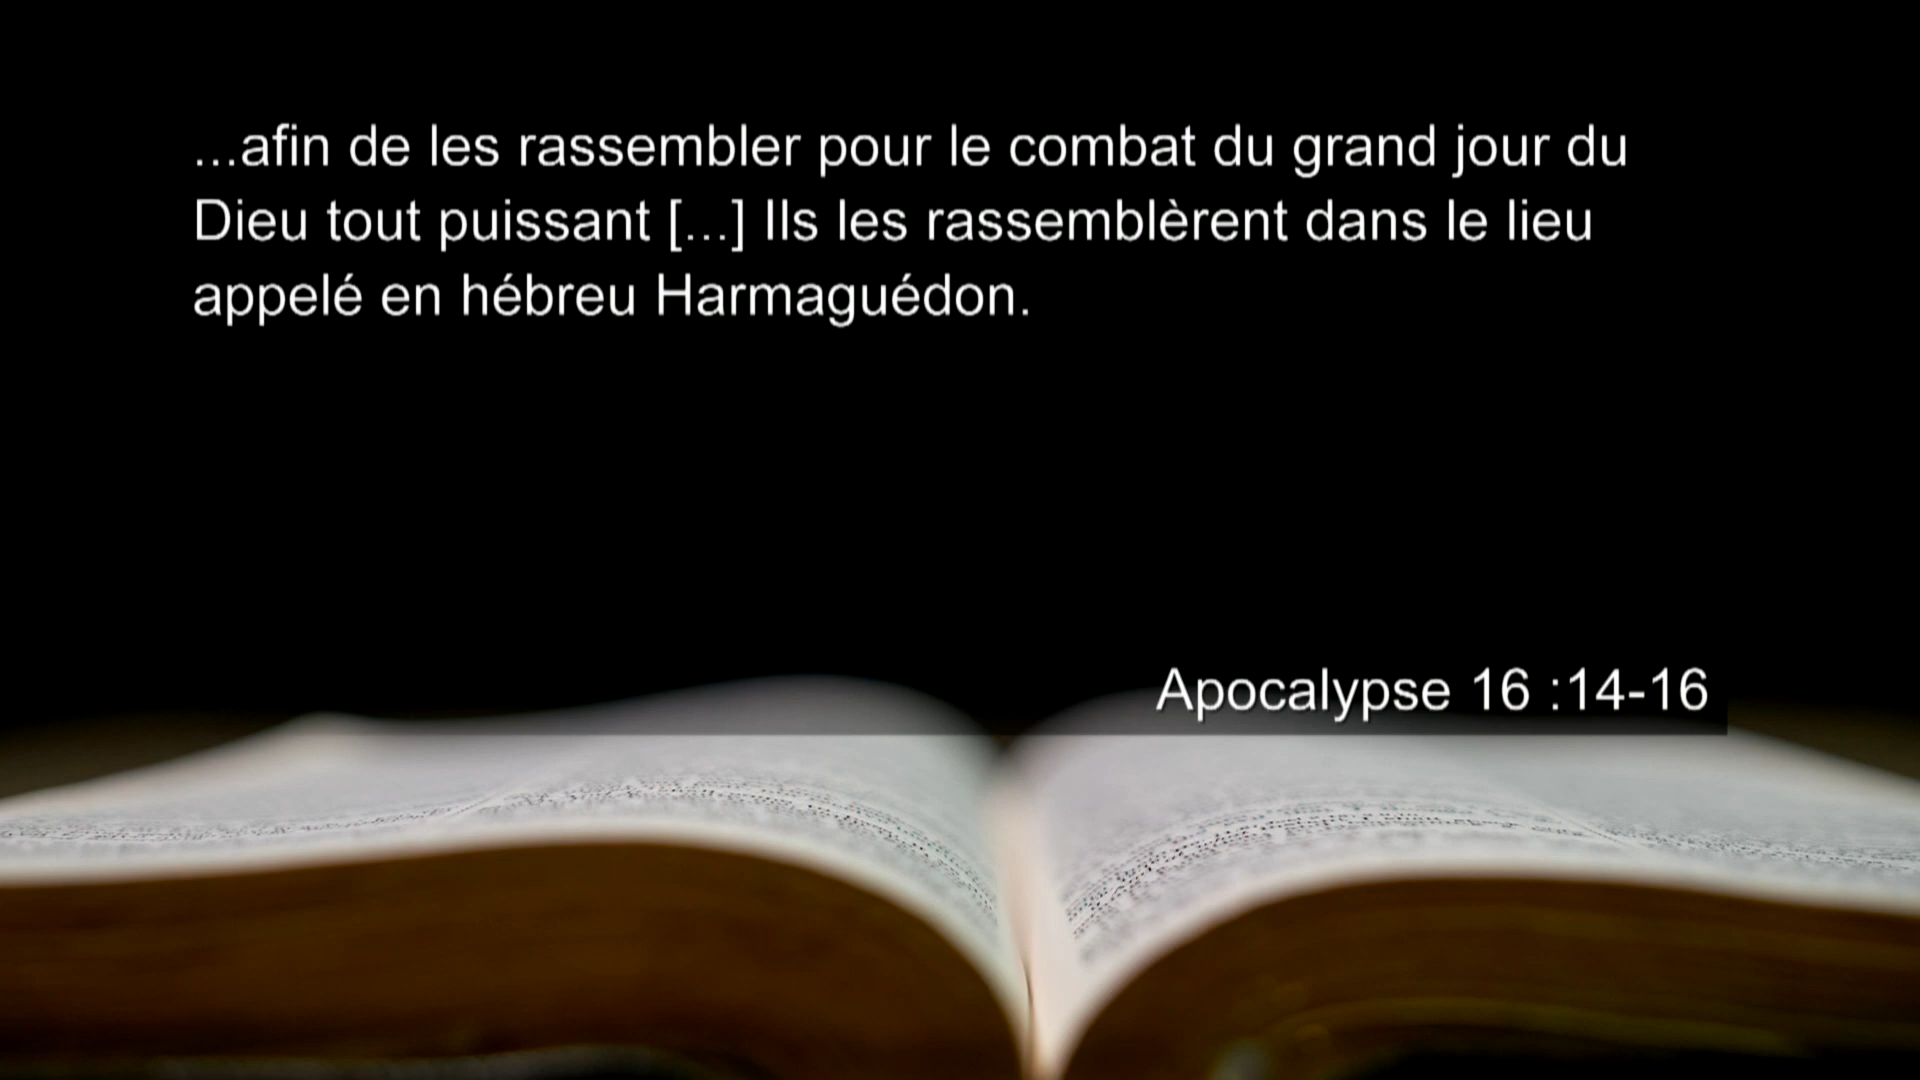 ...afin de les rassembler pour le combat du grand jour du
Dieu tout puissant [...] Ils les rassemblèrent dans le lieu
appelé en hébreu Harmaguédon.
Apocalypse 16 :14-16